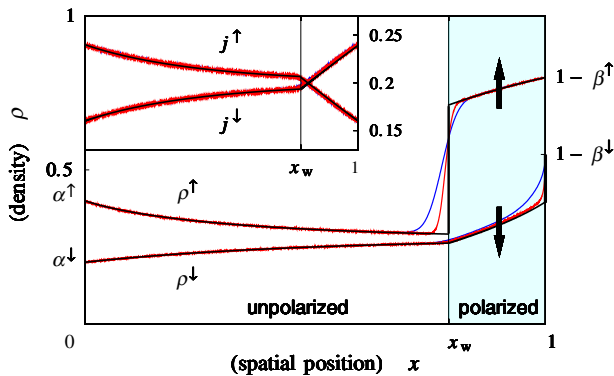 1
0.25
j↑
0.2
j↓
0.15
x_w 1
(density) ρ
1 − β↑
1 − β↓
0.5
α↑
ρ↑
α↓
ρ↓
unpolarized polarized
0 x_w 1
(spatial position) x